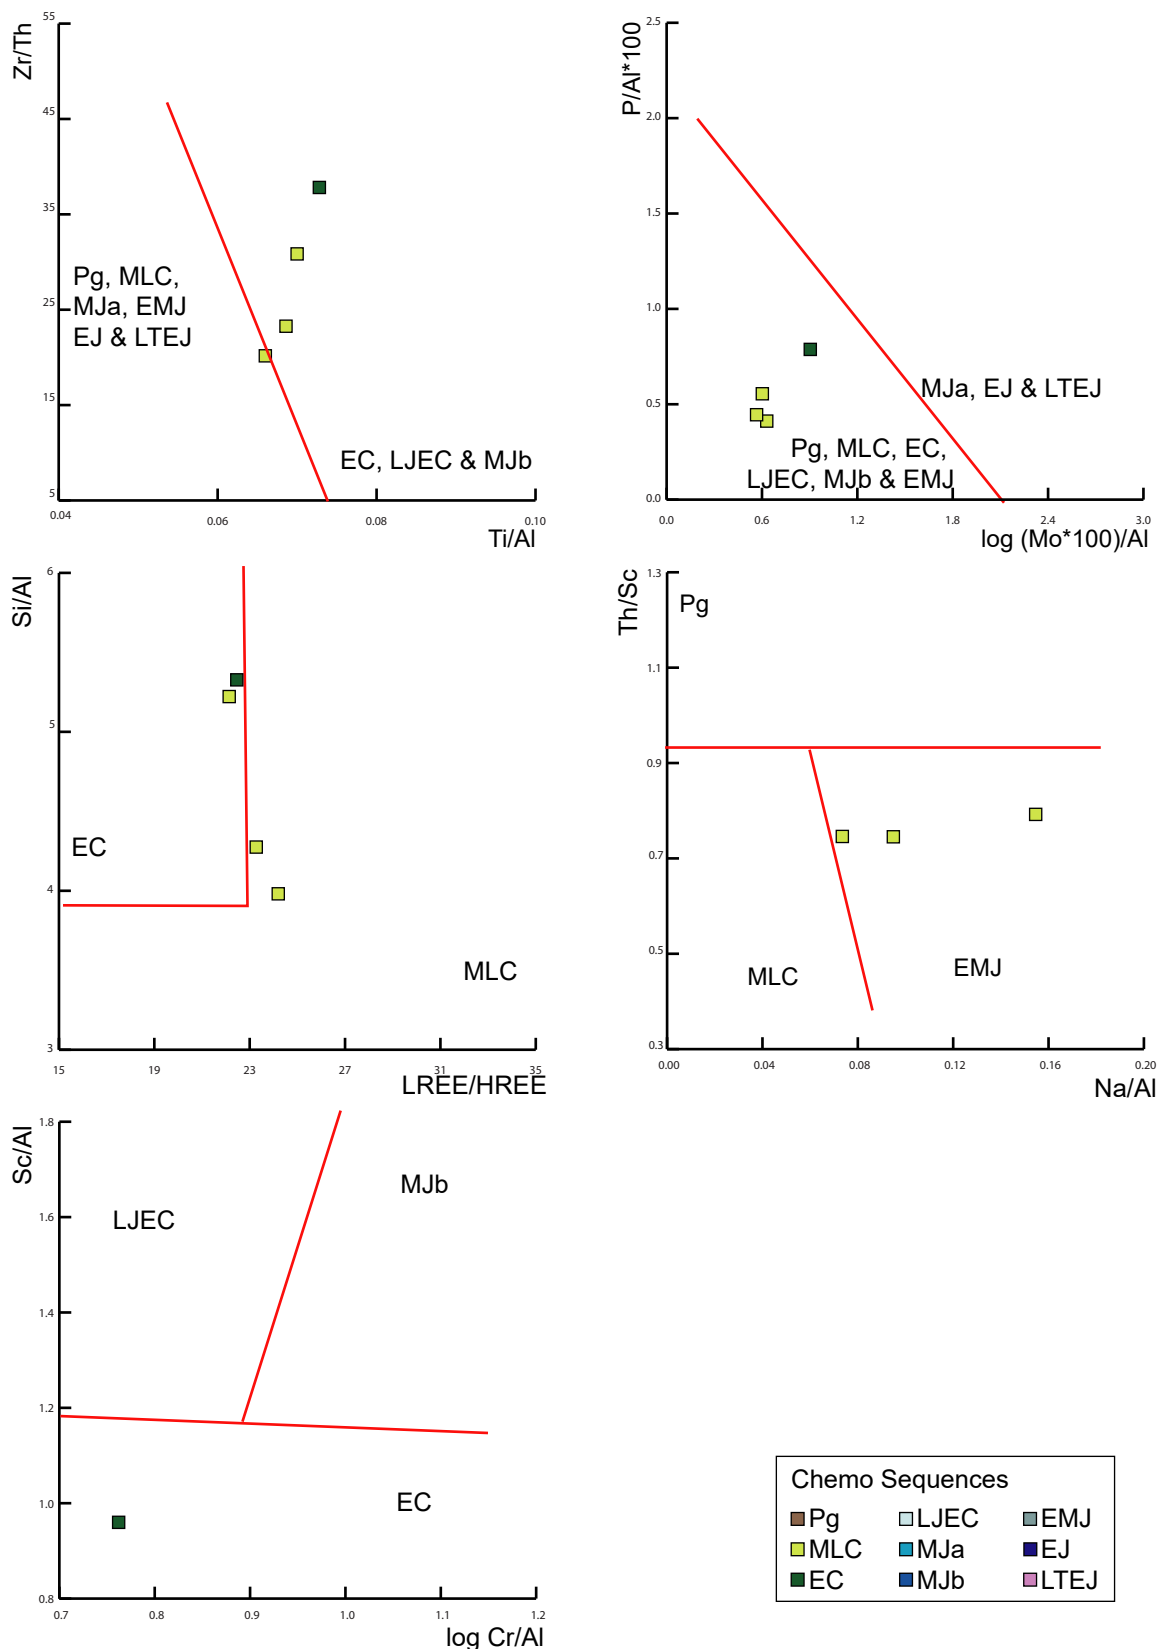 Zr/Th
55
45
35
25
15
5
Pg, MLC,
MJa, EMJ
EJ & LTEJ
EC, LJEC & MJb
0.04
0.06
0.08
0.10
Ti/Al
P/Al*100
2.5
2.0
1.5
1.0
0.5
0.0
MJa, EJ & LTEJ
Pg, MLC, EC,
LJEC, MJb & EMJ
0.0
0.6
1.2
1.8
2.4
3.0
log (Mo*100)/Al
Si/Al
6
5
4
3
EC
MLC
15
19
23
27
31
35
LREE/HREE
Th/Sc
1.3
1.1
0.9
0.7
0.5
0.3
Pg
MLC
EMJ
0.00
0.04
0.08
0.12
0.16
0.20
Na/Al
Sc/Al
1.8
1.6
1.4
1.2
1.0
0.8
LJEC
MJb
EC
0.7
0.8
0.9
1.0
1.1
1.2
log Cr/Al
Chemo Sequences
Pg LJEC EMJ
MLC MJa EJ
EC MJb LTEJ